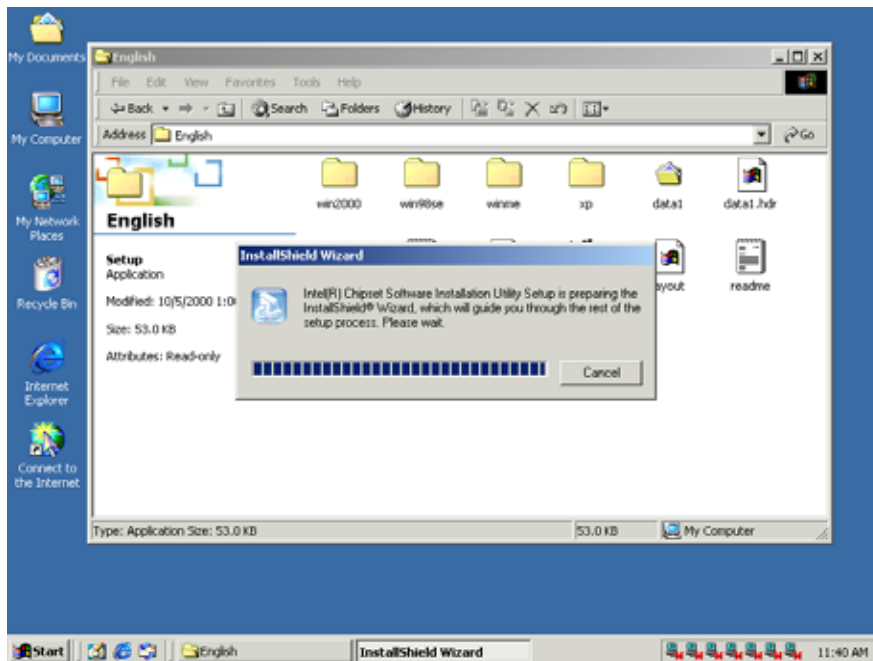 My Documents
My Computer
My Network
Places
Recycle Bin
Internet
Explorer
Connect to
the Internet
English
File Edit View Favorites Tools Help
Back Search Folders History
Address English Go
English
Setup
Application
Modified: 10/5/2000 1:0
Size: 53.0 KB
Attributes: Read-only
win2000 win98se winme xp data1 data1.hdr
ayout readme
InstallShield Wizard
Intel(R) Chipset Software Installation Utility Setup is preparing the
InstallShield® Wizard, which will guide you through the rest of the
setup process. Please wait.
Cancel
Type: Application Size: 53.0 KB 53.0 KB My Computer
Start English InstallShield Wizard 11:40 AM